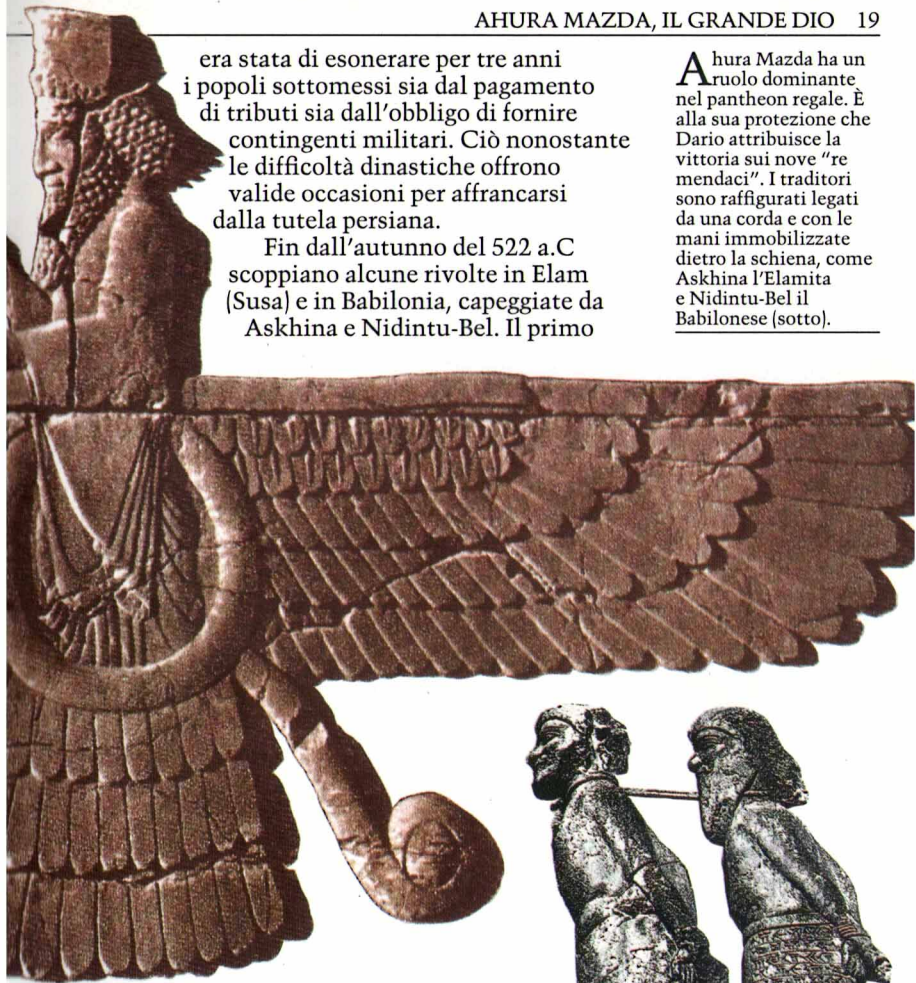 AHURA MAZDA, IL GRANDE DIO 19
era stata di esonerare per tre anni
i popoli sottomessi sia dal pagamento
di tributi sia dall'obbligo di fornire
contingenti militari. Ciò nonostante
le difficoltà dinastiche offrono
valide occasioni per affrancarsi
dalla tutela persiana.
Fin dall'autunno del 522 a.C
scoppiano alcune rivolte in Elam
(Susa) e in Babilonia, capeggiate da
Askhina e Nidintu-Bel. Il primo
Ahura Mazda ha un
ruolo dominante
nel pantheon regale. È
alla sua protezione che
Dario attribuisce la
vittoria sui nove "re
mendaci". I traditori
sono raffigurati legati
da una corda e con le
mani immobilizzate
dietro la schiena, come
Askhina l'Elamita
e Nidintu-Bel il
Babilonese (sotto).